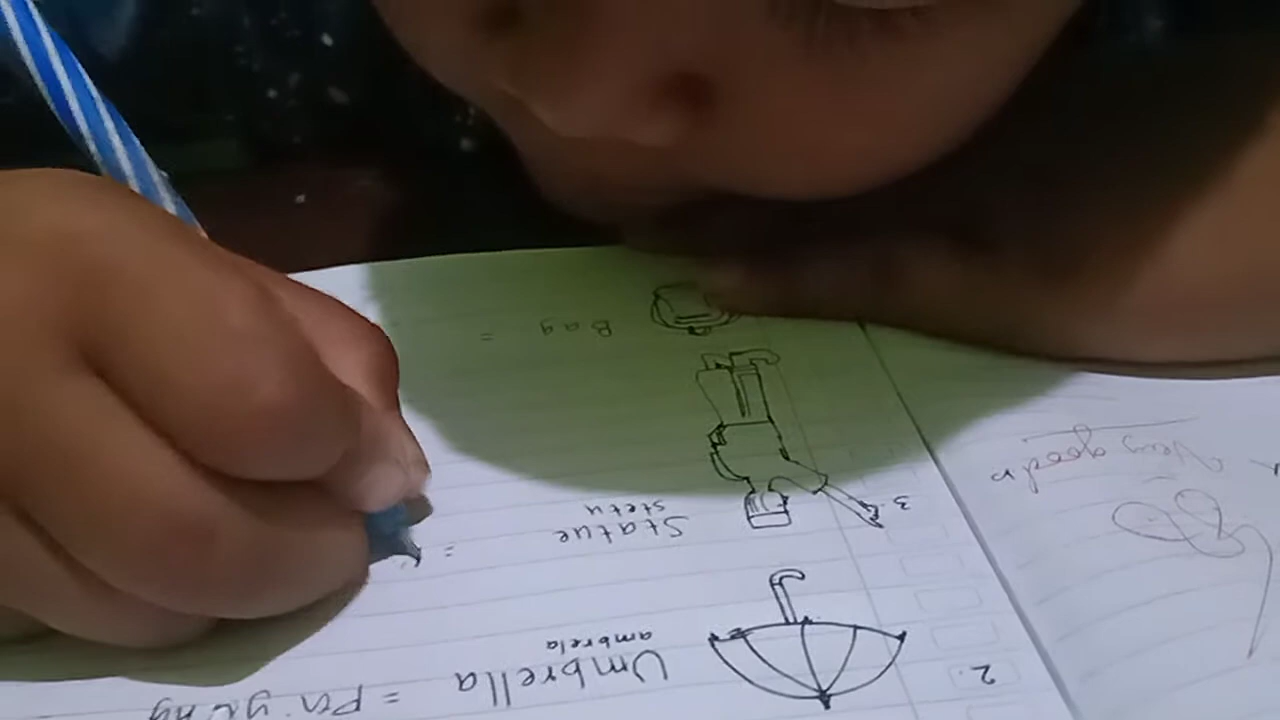 Very good
2. Umbrella = Payung
ambrela
3. Statue =
stetu
Bag =